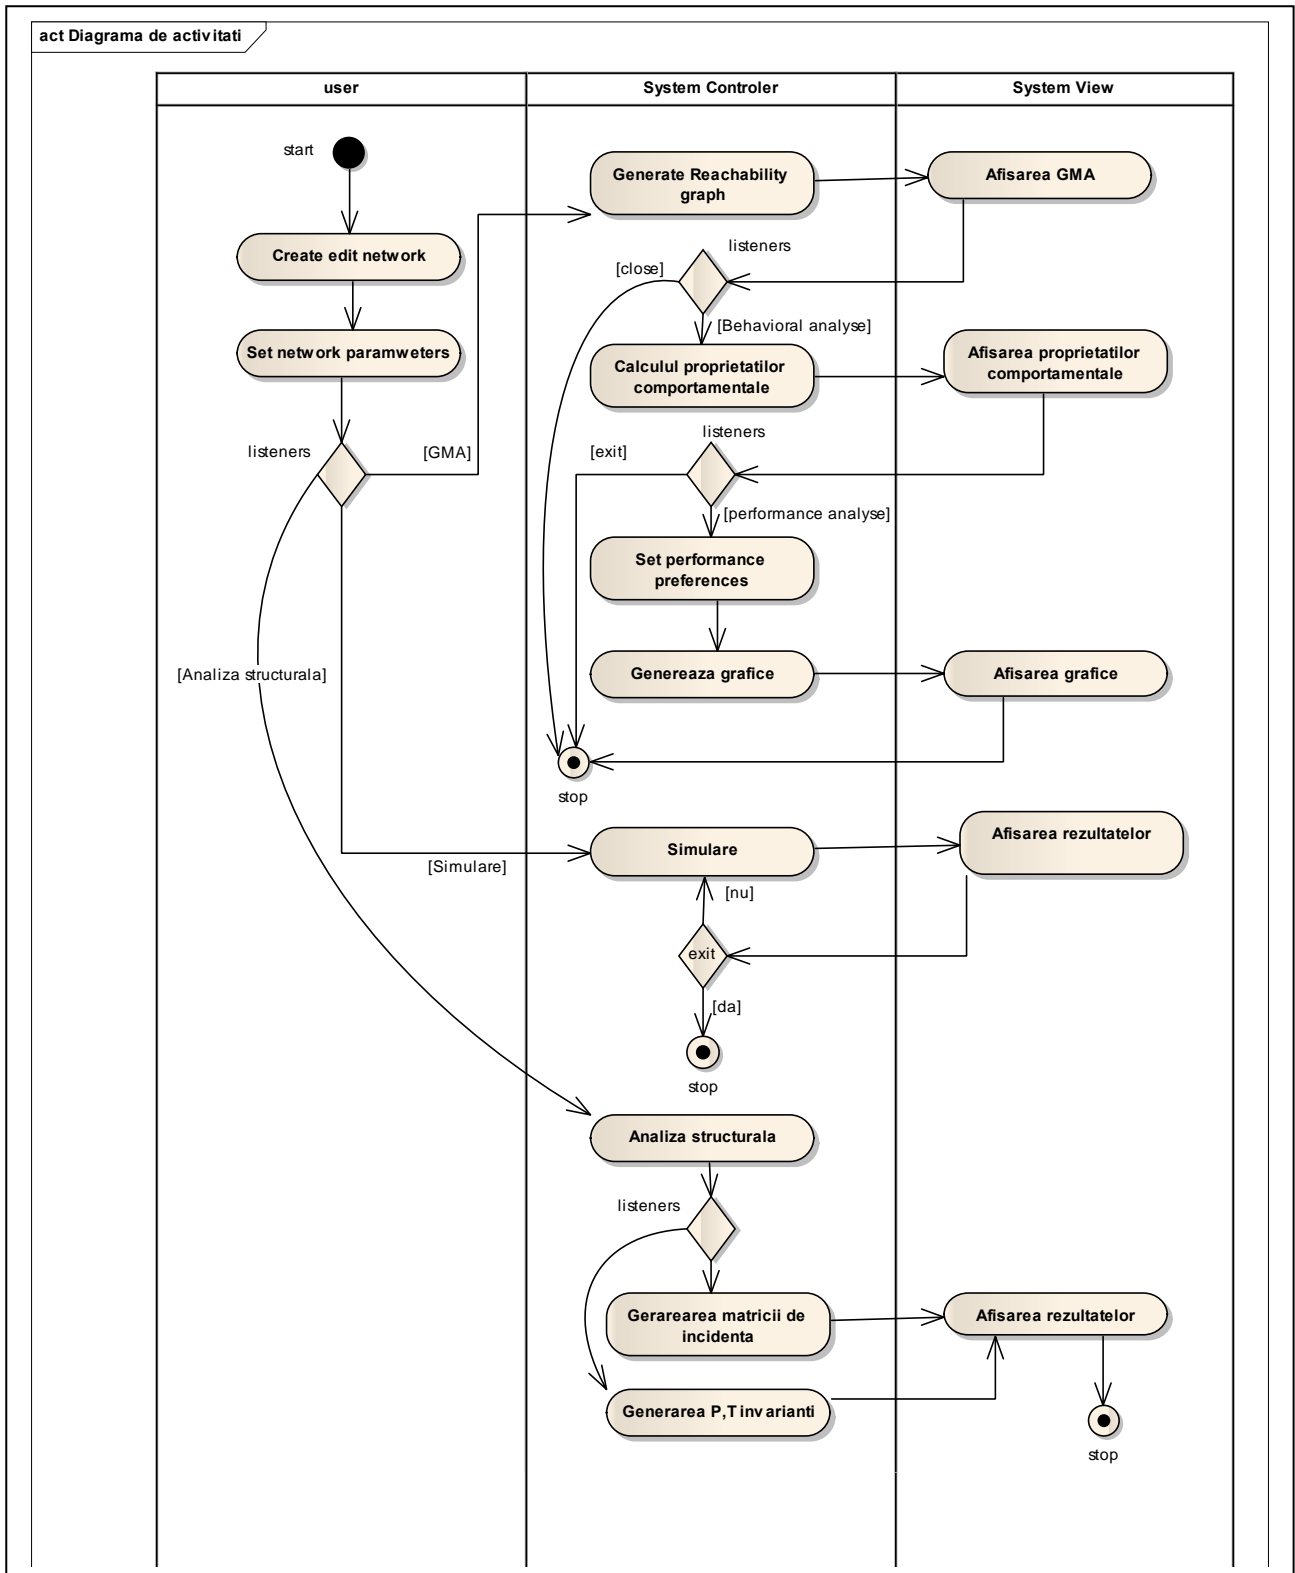 act Diagrama de activitati
user
System Controler
System View
start
Generate Reachability
graph
Afisarea GMA
Create edit network
listeners
[close]
[Behavioral analyse]
Set network paramweters
Calculul proprietatilor
comportamentale
Afisarea proprietatilor
comportamentale
listeners
[GMA]
listeners
[exit]
[performance analyse]
Set performance
preferences
[Analiza structurala]
Genereaza grafice
Afisarea grafice
stop
Simulare
Afisarea rezultatelor
[Simulare]
[nu]
exit
[da]
stop
Analiza structurala
listeners
Gerarearea matricii de
incidenta
Afisarea rezultatelor
Generarea P,T invarianti
stop